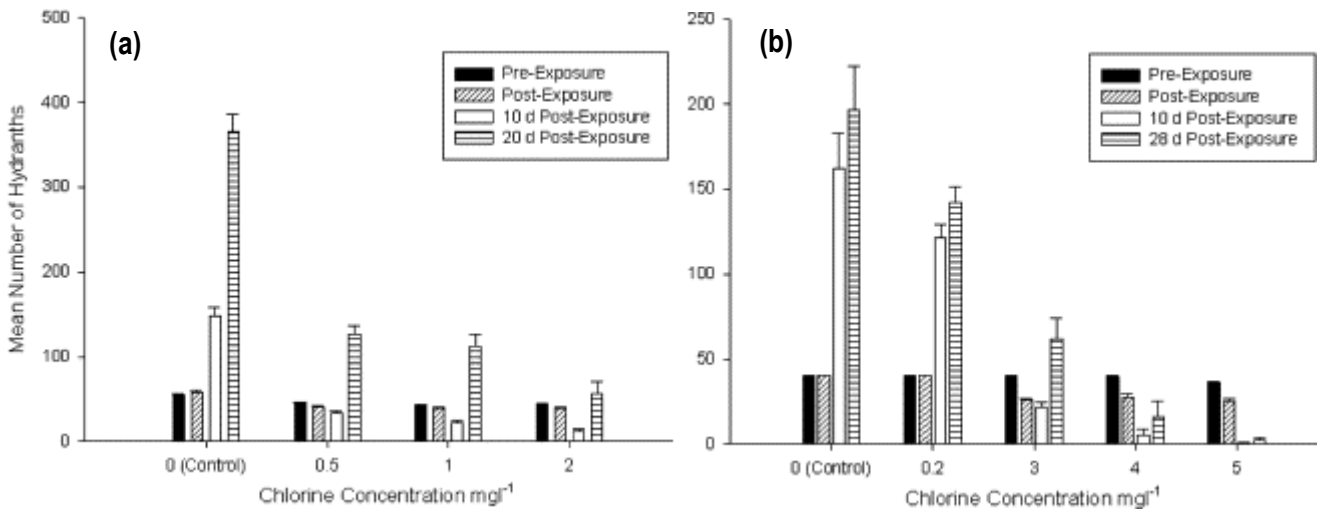 (a)
500
400
300
200
100
0
Mean Number of Hydranths
Pre-Exposure
Post-Exposure
10 d Post-Exposure
20 d Post-Exposure
0 (Control) 0.5 1 2
Chlorine Concentration mgl⁻¹
(b)
250
200
150
100
50
0
Pre-Exposure
Post-Exposure
10 d Post-Exposure
28 d Post-Exposure
0 (Control) 0.2 3 4 5
Chlorine Concentration mgl⁻¹